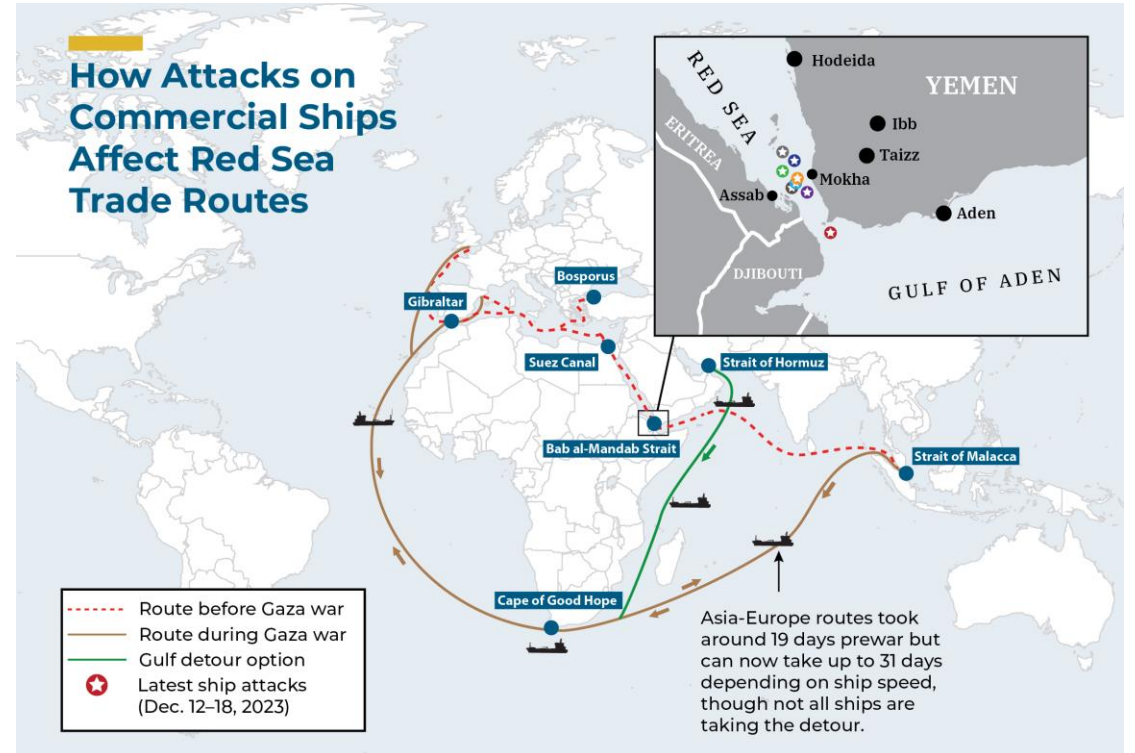 How Attacks on
Commercial Ships
Affect Red Sea
Trade Routes
RED SEA
Hodeida
YEMEN
Ibb
Taizz
ERITREA
Mokha
Assab
Aden
DJIBOUTI
GULF OF ADEN
Bosporus
Gibraltar
Suez Canal
Strait of Hormuz
Bab al-Mandab Strait
Strait of Malacca
Cape of Good Hope
Route before Gaza war
Route during Gaza war
Gulf detour option
Latest ship attacks
(Dec. 12–18, 2023)
Asia-Europe routes took
around 19 days prewar but
can now take up to 31 days
depending on ship speed,
though not all ships are
taking the detour.